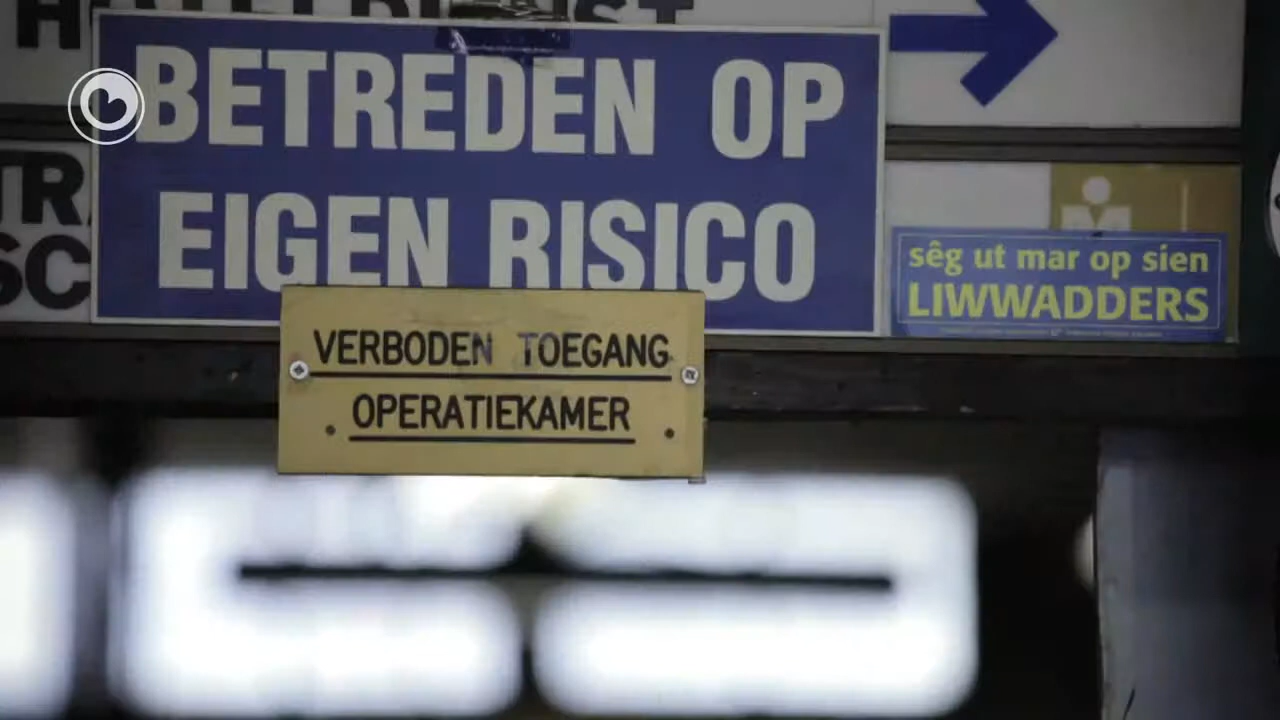 BETREDEN OP
EIGEN RISICO
sêg ut mar op sien
LIWWADDERS
VERBODEN TOEGANG
OPERATIEKAMER